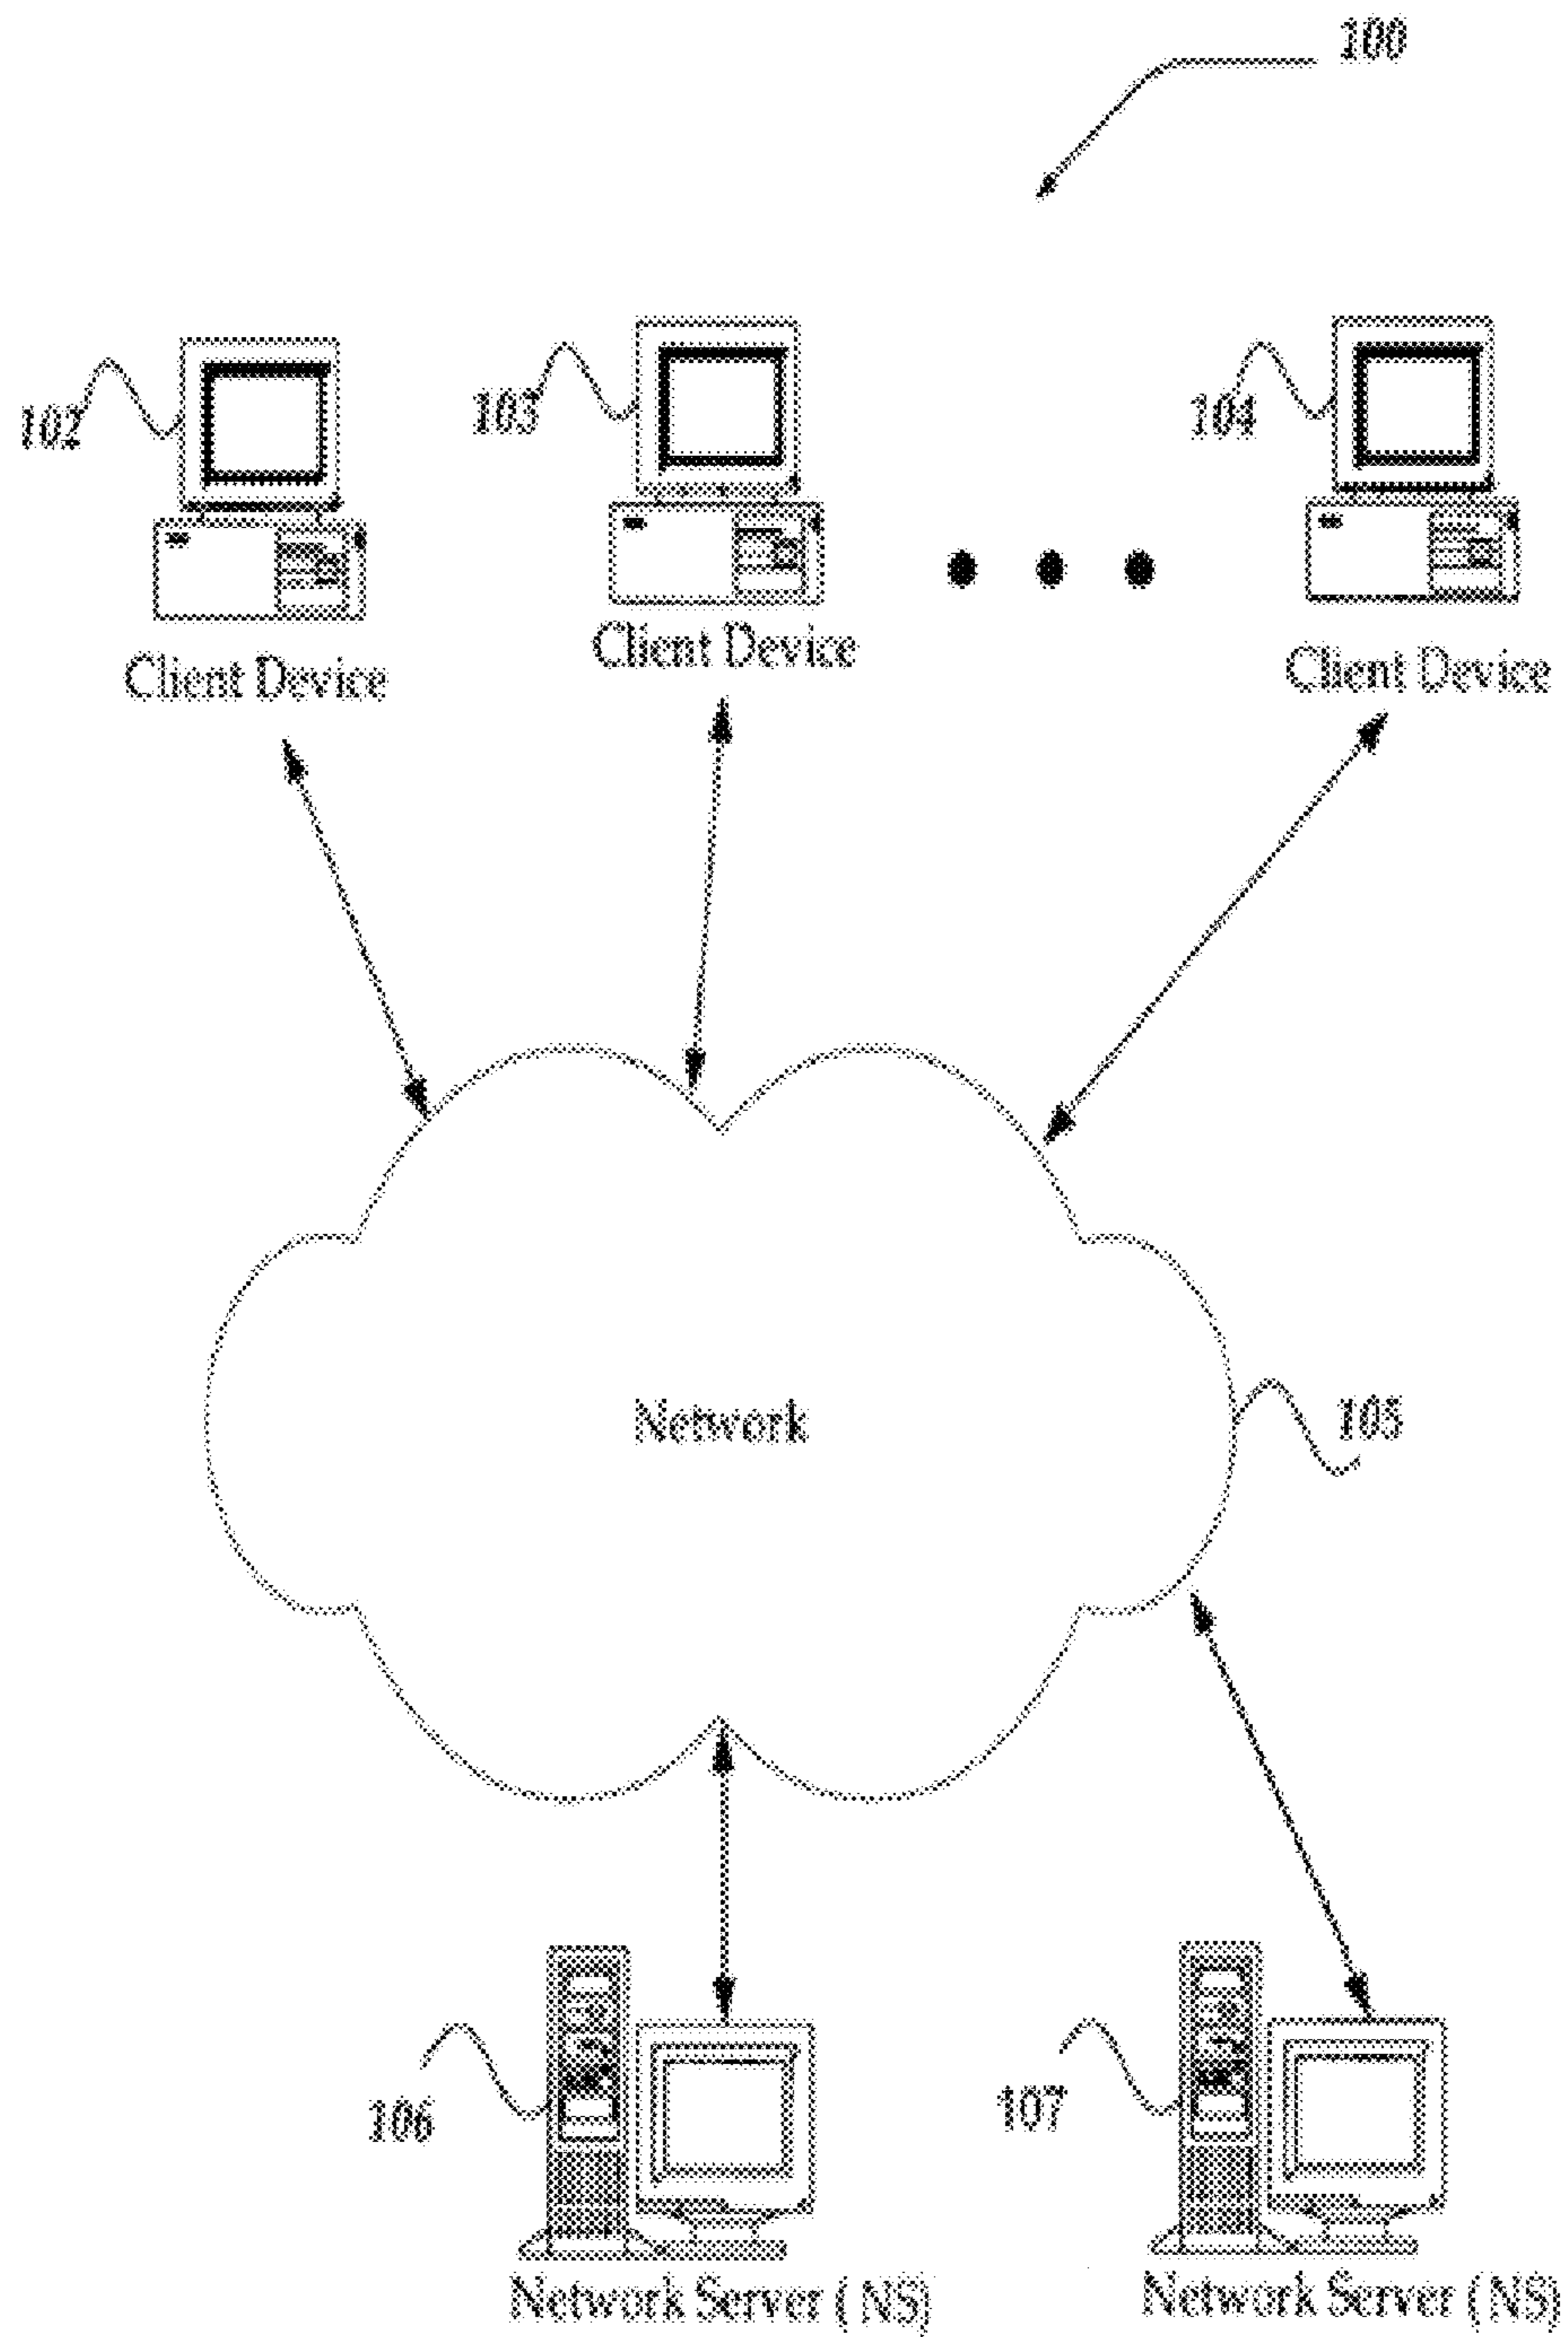 100
102
103
104
Client Device
Client Device
Client Device
Network
105
106
107
Network Server (NS)
Network Server (NS)